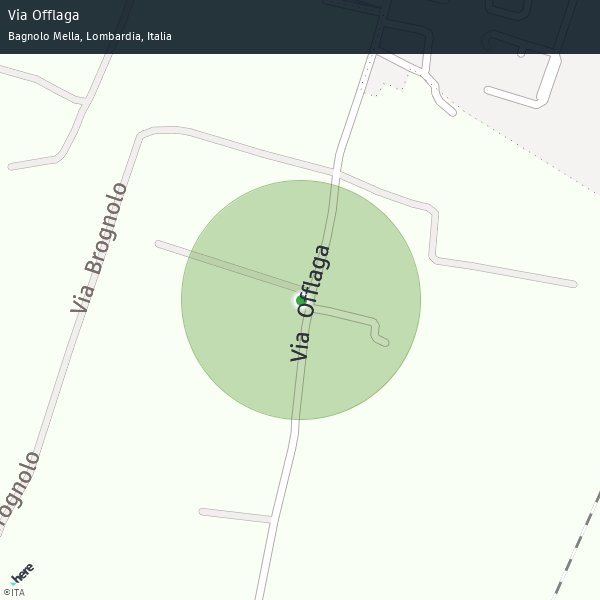 Via Offlaga
Bagnolo Mella, Lombardia, Italia
Via Brognolo
Via Offlaga
rognolo
here
©ITA